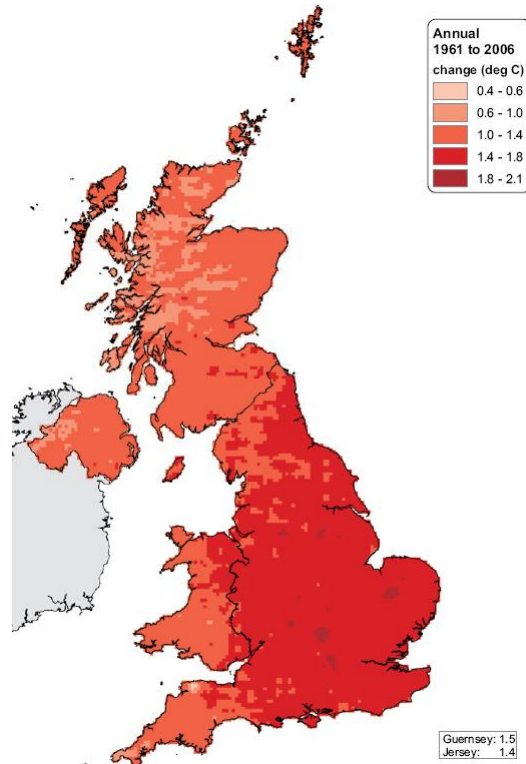 Annual
1961 to 2006
change (deg C)
0.4 - 0.6
0.6 - 1.0
1.0 - 1.4
1.4 - 1.8
1.8 - 2.1
Guernsey: 1.5
Jersey: 1.4